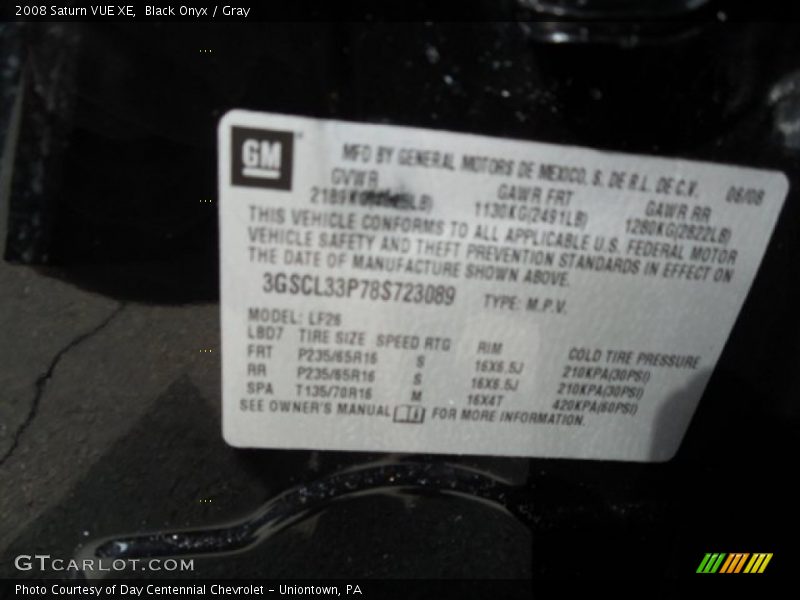 2008 Saturn VUE XE, Black Onyx / Gray
GM
MFD BY GENERAL MOTORS DE MEXICO, S. DE R.L. DE C.V. 06/08
GVWR GAWR FRT GAWR RR
2189KG 1130KG(2491LB) 1280KG(2822LB)
THIS VEHICLE CONFORMS TO ALL APPLICABLE U.S. FEDERAL MOTOR
VEHICLE SAFETY AND THEFT PREVENTION STANDARDS IN EFFECT ON
THE DATE OF MANUFACTURE SHOWN ABOVE.
3GSCL33P78S723089 TYPE: M.P.V.
MODEL: LF26
LBD7 TIRE SIZE SPEED RTG RIM COLD TIRE PRESSURE
FRT P235/65R16 S 16X6.5J 210KPA(30PSI)
RR P235/65R16 S 16X6.5J 210KPA(30PSI)
SPA T135/70R16 M 16X4T 420KPA(60PSI)
SEE OWNER'S MANUAL FOR MORE INFORMATION.
GTCARLOT.COM
Photo Courtesy of Day Centennial Chevrolet - Uniontown, PA